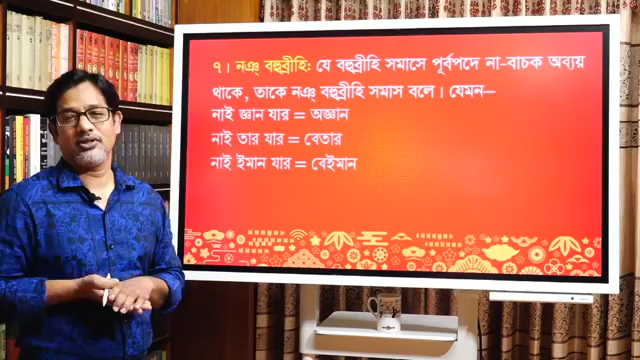 ৭। নঞ্ বহুব্রীহি: যে বহুব্রীহি সমাসে পূর্বপদে না-বাচক অব্যয়
থাকে, তাকে নঞ্ বহুব্রীহি সমাস বলে। যেমন—
নাই জ্ঞান যার = অজ্ঞান
নাই তার যার = বেতার
নাই ইমান যার = বেইমান